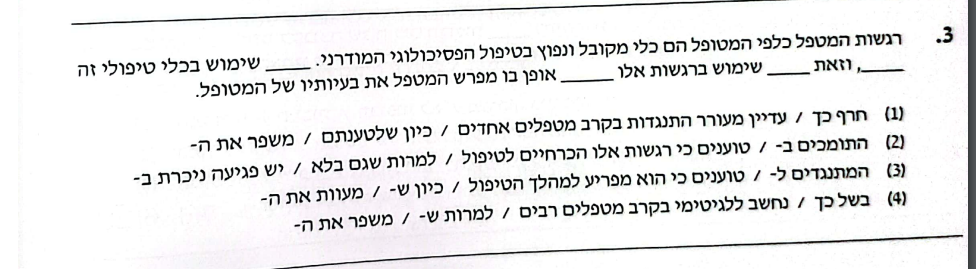 3. רגשות המטפל כלפי המטופל הם כלי מקובל ונפוץ בטיפול הפסיכולוגי המודרני. _____ שימוש בכלי טיפולי זה
_____, וזאת _____ שימוש ברגשות אלו _____ אופן בו מפרש המטפל את בעיותיו של המטופל.
(1) חרף כך / עדיין מעורר התנגדות בקרב מטפלים אחדים / כיוון שלטענתם / משפר את ה-
(2) התומכים ב- / טוענים כי רגשות אלו הכרחיים לטיפול / למרות שגם בלא / יש פגיעה ניכרת ב-
(3) המתנגדים ל- / טוענים כי הוא מפריע למהלך הטיפול / כיוון ש- / מעוות את ה-
(4) בשל כך / נחשב ללגיטימי בקרב מטפלים רבים / למרות ש- / משפר את ה-